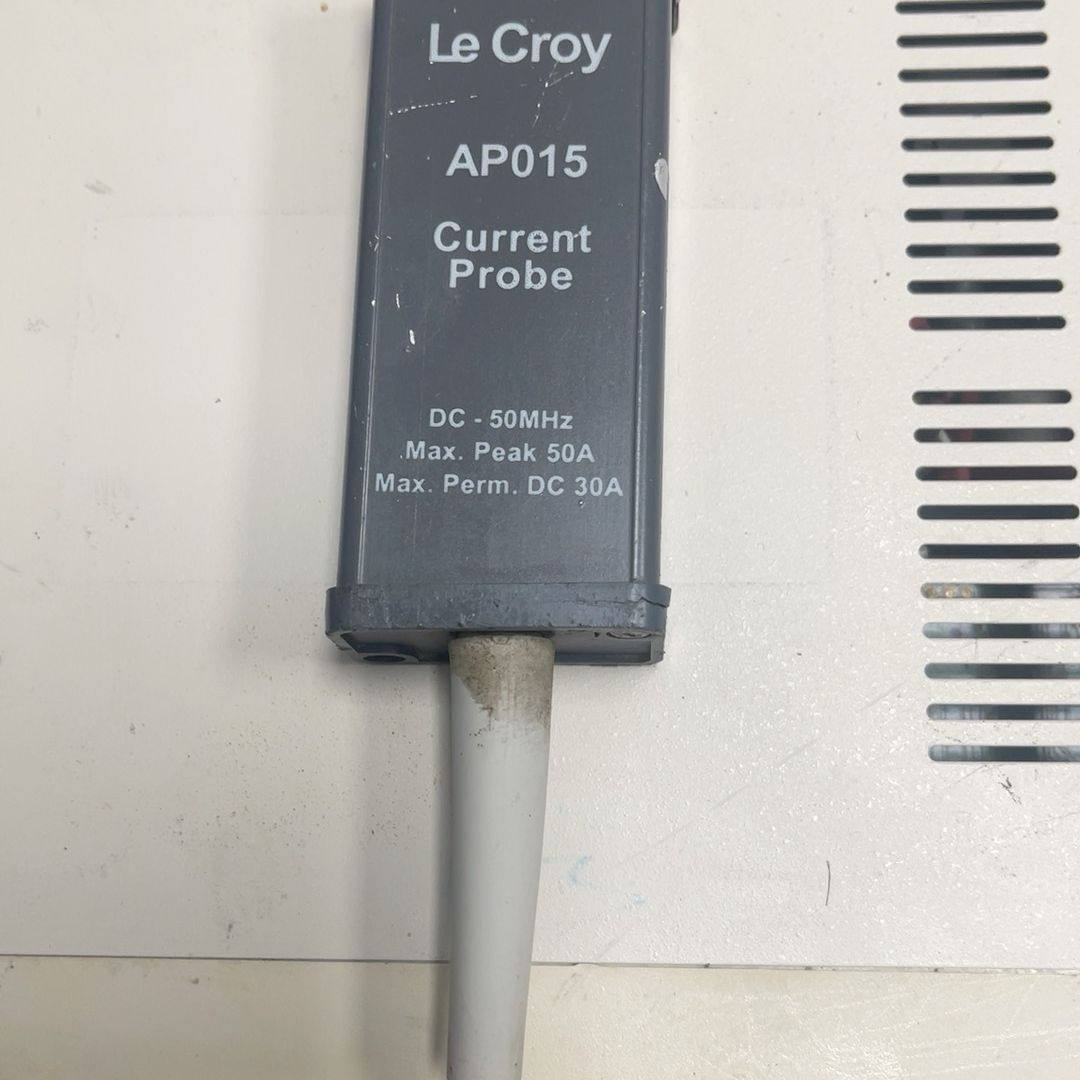 Le Croy
AP015
Current
Probe
DC - 50MHz
Max. Peak 50A
Max. Perm. DC 30A